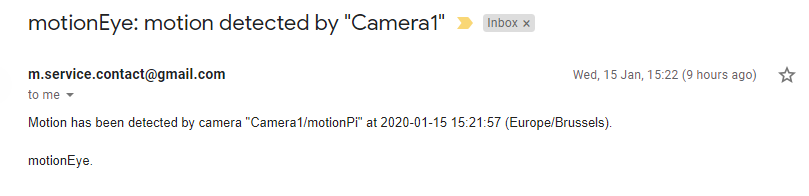 motionEye: motion detected by "Camera1" Inbox ×
m.service.contact@gmail.com Wed, 15 Jan, 15:22 (9 hours ago)
to me
Motion has been detected by camera "Camera1/motionPi" at 2020-01-15 15:21:57 (Europe/Brussels).
motionEye.